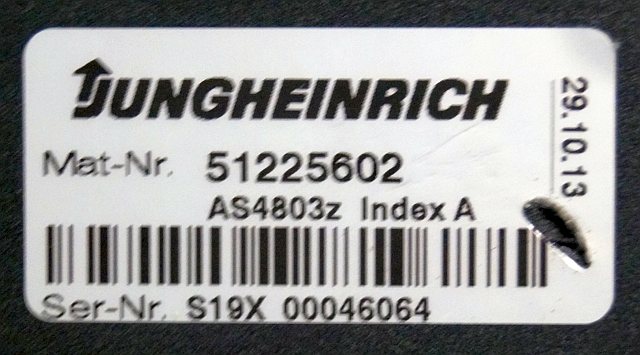 JUNGHEINRICH
Mat-Nr. 51225602
AS4803z Index A
Ser-Nr. S19X 00046064
29.10.13